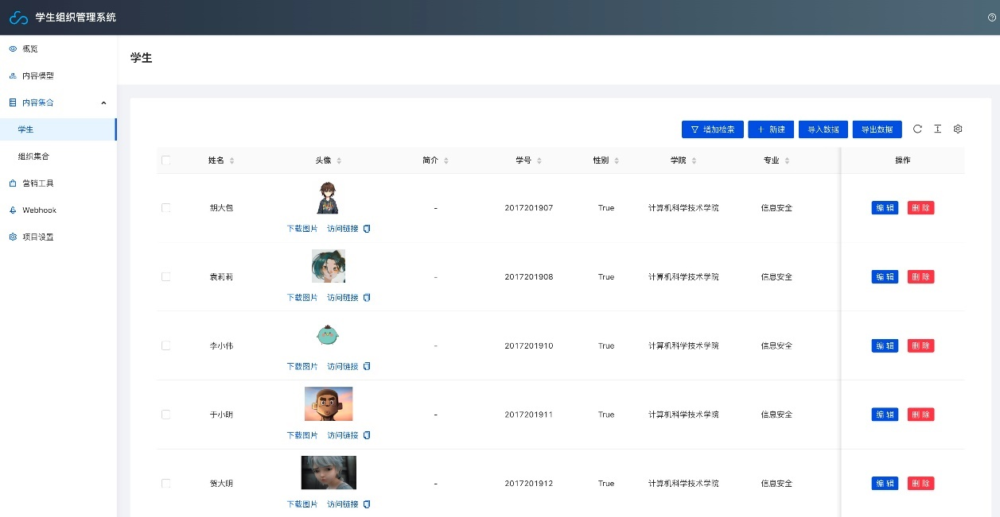 学生组织管理系统
概览
内容模型
内容集合
学生
组织集合
营销工具
Webhook
项目设置
学生
增加检索 新建 导入数据 导出数据
姓名 头像 简介 学号 性别 学院 专业 操作
胡大包 - 2017201907 True 计算机科学技术学院 信息安全 编 辑 删 除
下载图片 访问链接
袁莉莉 - 2017201908 True 计算机科学技术学院 信息安全 编 辑 删 除
下载图片 访问链接
李小伟 - 2017201910 True 计算机科学技术学院 信息安全 编 辑 删 除
下载图片 访问链接
于小明 - 2017201911 True 计算机科学技术学院 信息安全 编 辑 删 除
下载图片 访问链接
贺大明 - 2017201912 True 计算机科学技术学院 信息安全 编 辑 删 除
下载图片 访问链接